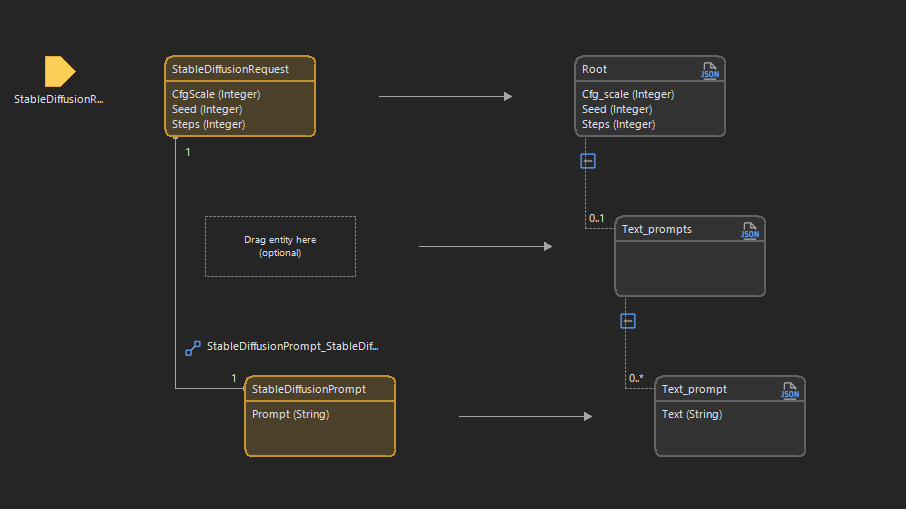 StableDiffusionR...
StableDiffusionRequest
CfgScale (Integer)
Seed (Integer)
Steps (Integer)
1
Root
JSON
Cfg_scale (Integer)
Seed (Integer)
Steps (Integer)
0..1
Drag entity here
(optional)
Text_prompts
JSON
StableDiffusionPrompt_StableDif...
1
StableDiffusionPrompt
Prompt (String)
0..*
Text_prompt
JSON
Text (String)